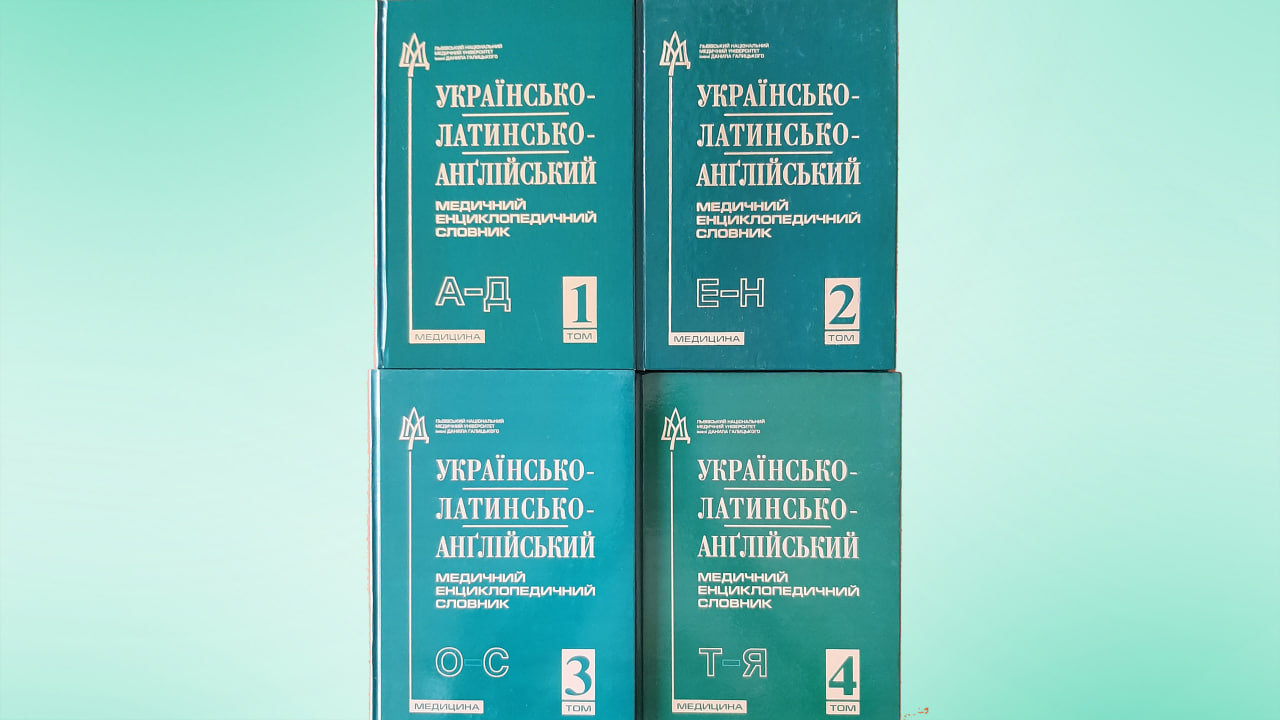 ЛЬВІВСЬКИЙ НАЦІОНАЛЬНИЙ
МЕДИЧНИЙ УНІВЕРСИТЕТ
імені ДАНИЛА ГАЛИЦЬКОГО
УКРАЇНСЬКО-
ЛАТИНСЬКО-
АНҐЛІЙСЬКИЙ
МЕДИЧНИЙ
ЕНЦИКЛОПЕДИЧНИЙ
СЛОВНИК
А-Д
1
ТОМ
МЕДИЦИНА
ЛЬВІВСЬКИЙ НАЦІОНАЛЬНИЙ
МЕДИЧНИЙ УНІВЕРСИТЕТ
імені ДАНИЛА ГАЛИЦЬКОГО
УКРАЇНСЬКО-
ЛАТИНСЬКО-
АНҐЛІЙСЬКИЙ
МЕДИЧНИЙ
ЕНЦИКЛОПЕДИЧНИЙ
СЛОВНИК
Е-Н
2
ТОМ
МЕДИЦИНА
ЛЬВІВСЬКИЙ НАЦІОНАЛЬНИЙ
МЕДИЧНИЙ УНІВЕРСИТЕТ
імені ДАНИЛА ГАЛИЦЬКОГО
УКРАЇНСЬКО-
ЛАТИНСЬКО-
АНҐЛІЙСЬКИЙ
МЕДИЧНИЙ
ЕНЦИКЛОПЕДИЧНИЙ
СЛОВНИК
О-С
3
ТОМ
МЕДИЦИНА
ЛЬВІВСЬКИЙ НАЦІОНАЛЬНИЙ
МЕДИЧНИЙ УНІВЕРСИТЕТ
імені ДАНИЛА ГАЛИЦЬКОГО
УКРАЇНСЬКО-
ЛАТИНСЬКО-
АНҐЛІЙСЬКИЙ
МЕДИЧНИЙ
ЕНЦИКЛОПЕДИЧНИЙ
СЛОВНИК
Т-Я
4
ТОМ
МЕДИЦИНА